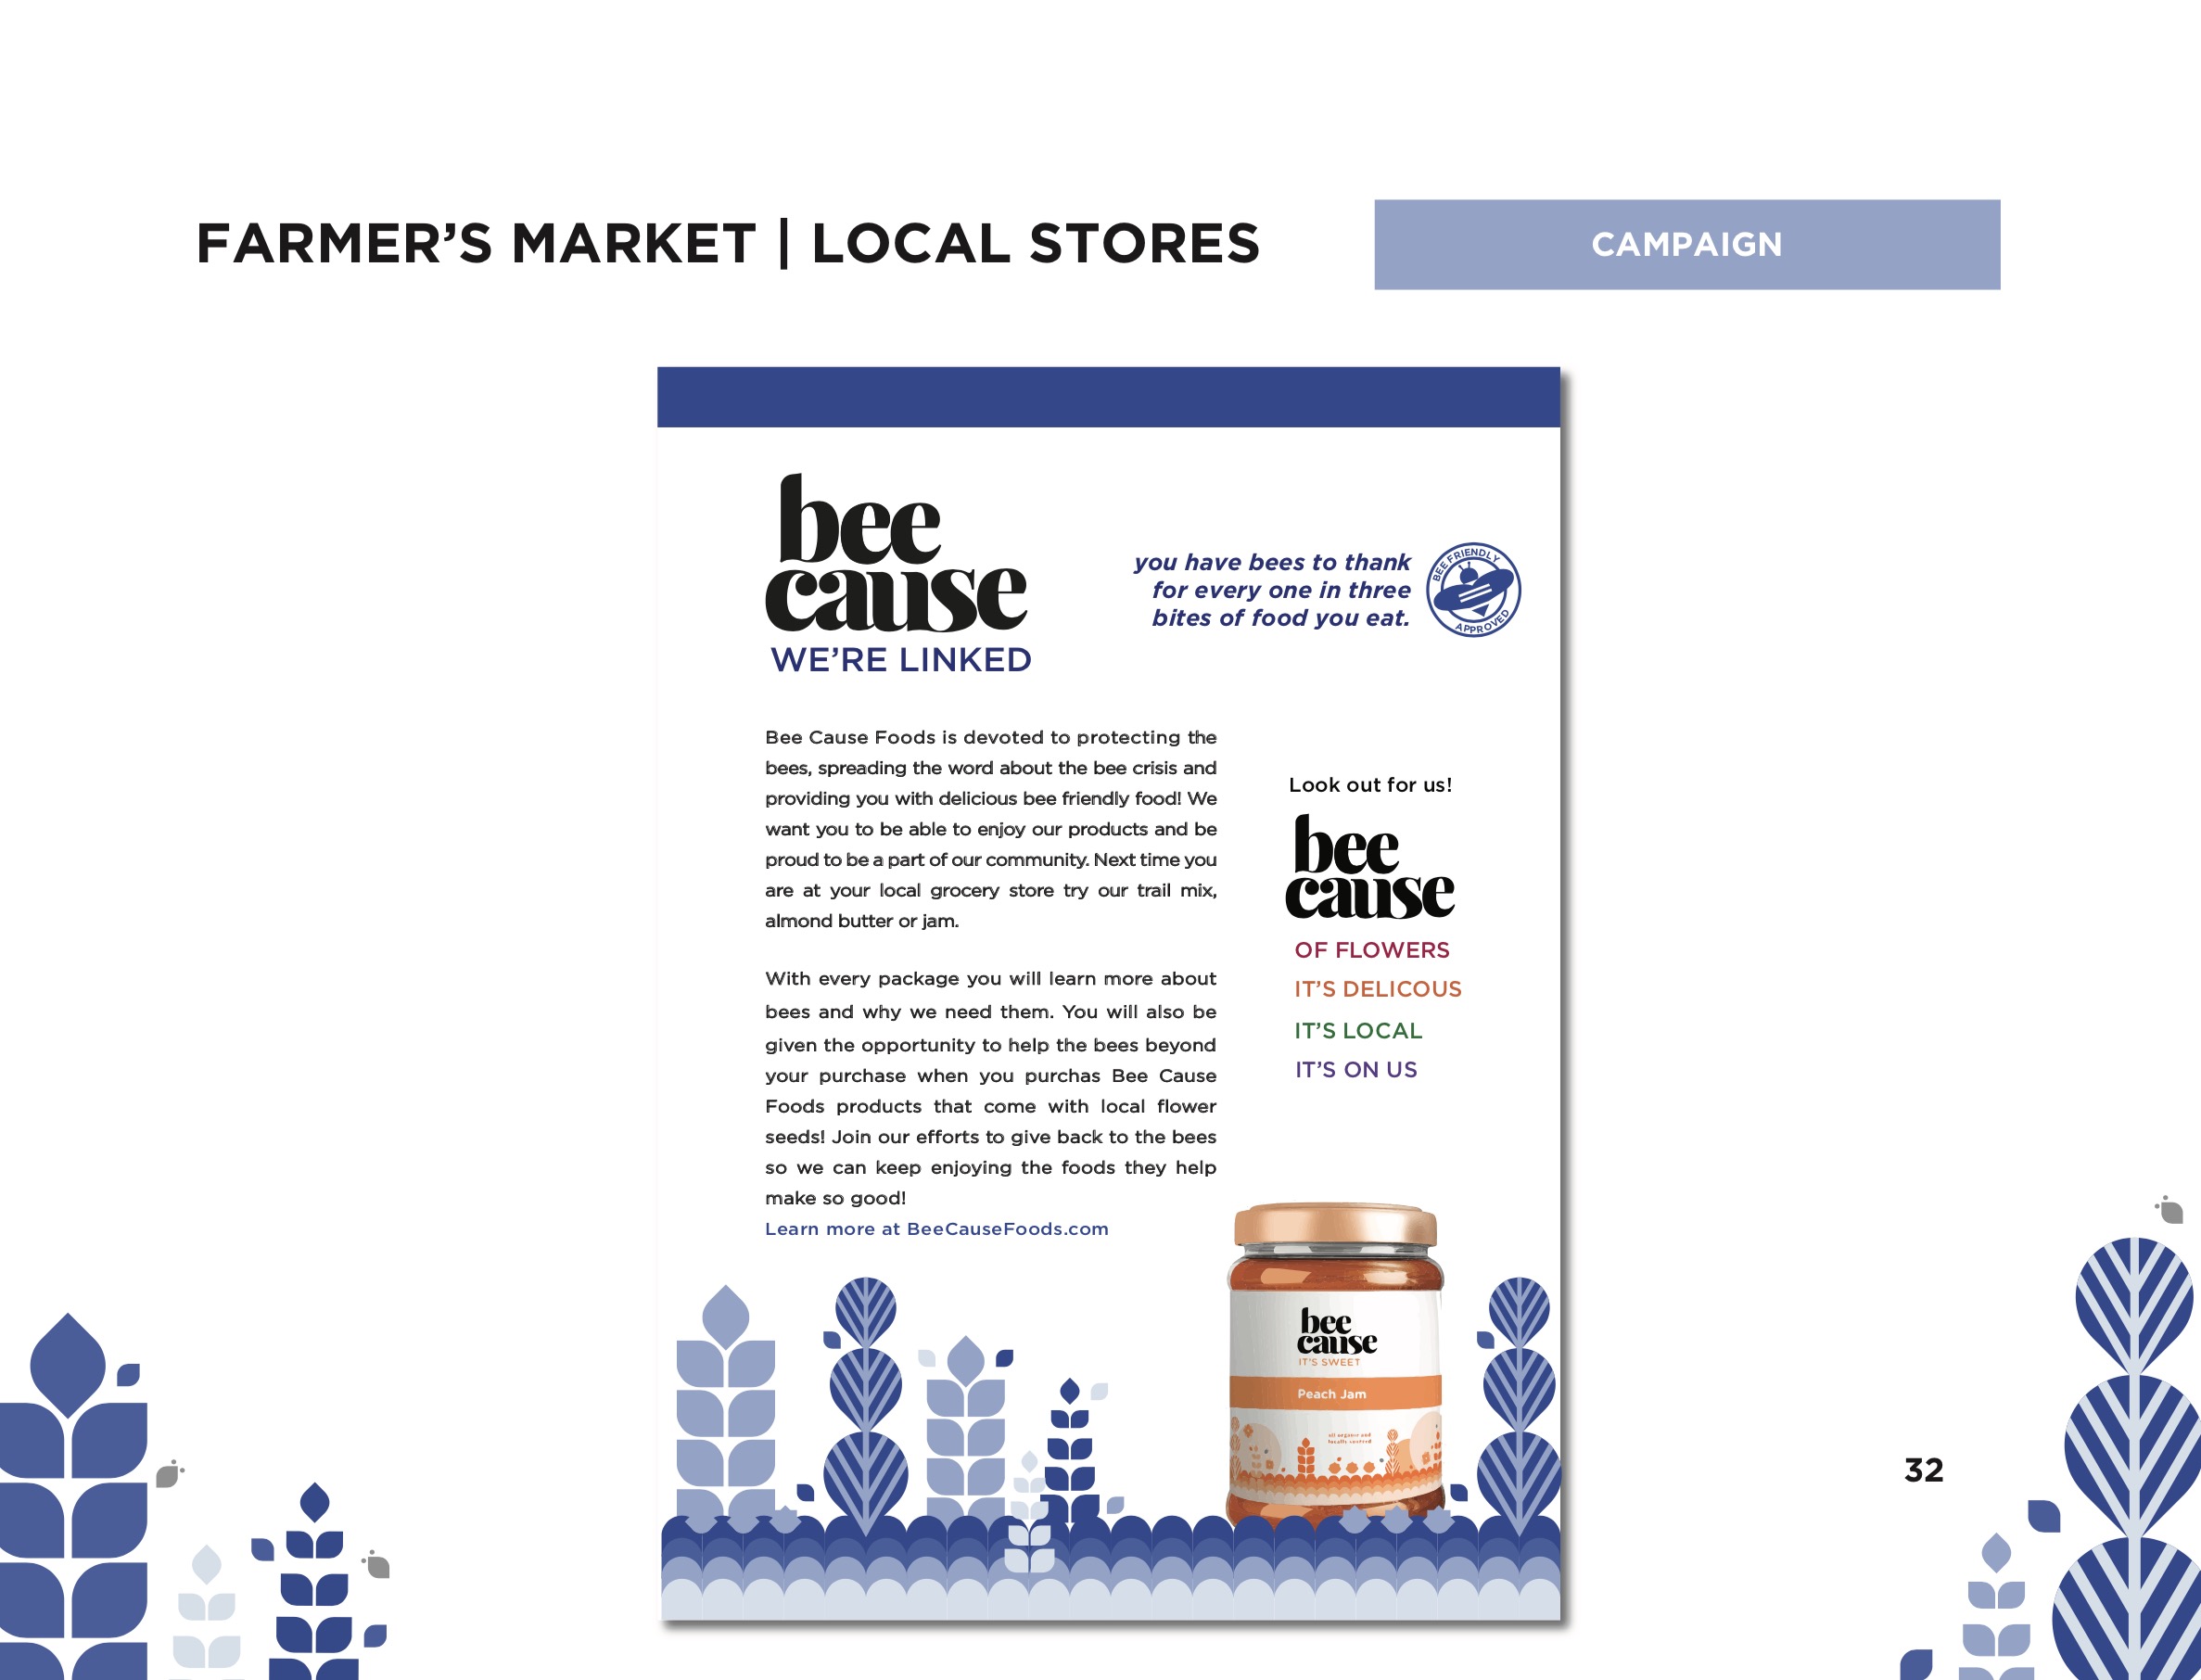 FARMER’S MARKET | LOCAL STORES
CAMPAIGN
bee
cause
WE’RE LINKED
you have bees to thank
for every one in three
bites of food you eat.
BEE FRIENDLY
APPROVED
Bee Cause Foods is devoted to protecting the
bees, spreading the word about the bee crisis and
providing you with delicious bee friendly food! We
want you to be able to enjoy our products and be
proud to be a part of our community. Next time you
are at your local grocery store try our trail mix,
almond butter or jam.
With every package you will learn more about
bees and why we need them. You will also be
given the opportunity to help the bees beyond
your purchase when you purchas Bee Cause
Foods products that come with local flower
seeds! Join our efforts to give back to the bees
so we can keep enjoying the foods they help
make so good!
Learn more at BeeCauseFoods.com
Look out for us!
bee
cause
OF FLOWERS
IT’S DELICOUS
IT’S LOCAL
IT’S ON US
bee
cause
IT’S SWEET
Peach Jam
all organic and
locally sourced
32